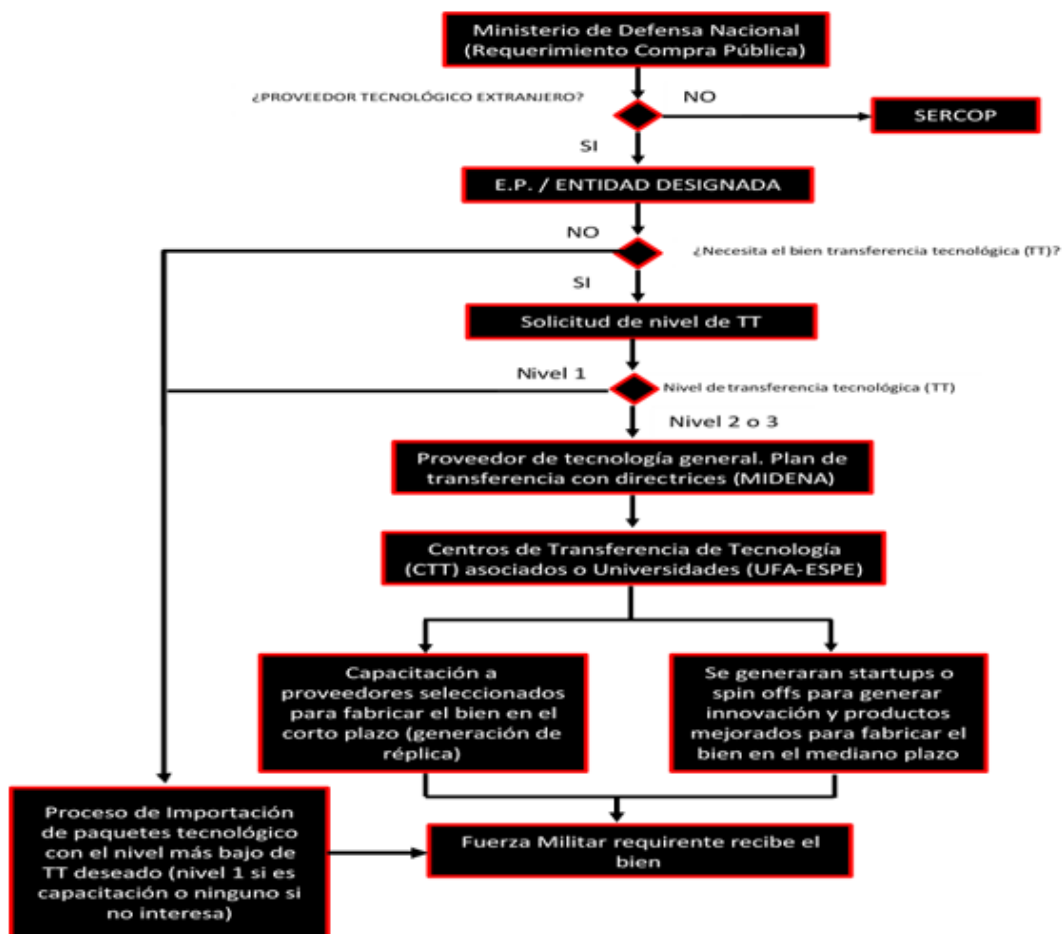 Ministerio de Defensa Nacional
(Requerimiento Compra Pública)
¿PROVEEDOR TECNOLÓGICO EXTRANJERO?
NO
SERCOP
SI
E.P. / ENTIDAD DESIGNADA
NO
¿Necesita el bien transferencia tecnológica (TT)?
SI
Solicitud de nivel de TT
Nivel 1
Nivel de transferencia tecnológica (TT)
Nivel 2 o 3
Proveedor de tecnología general. Plan de
transferencia con directrices (MIDENA)
Centros de Transferencia de Tecnología
(CTT) asociados o Universidades (UFA-ESPE)
Capacitación a
proveedores seleccionados
para fabricar el bien en el
corto plazo (generación de
réplica)
Se generaran startups o
spin offs para generar
innovación y productos
mejorados para fabricar el
bien en el mediano plazo
Proceso de Importación
de paquetes tecnológico
con el nivel más bajo de
TT deseado (nivel 1 si es
capacitación o ninguno si
no interesa)
Fuerza Militar requirente recibe el
bien